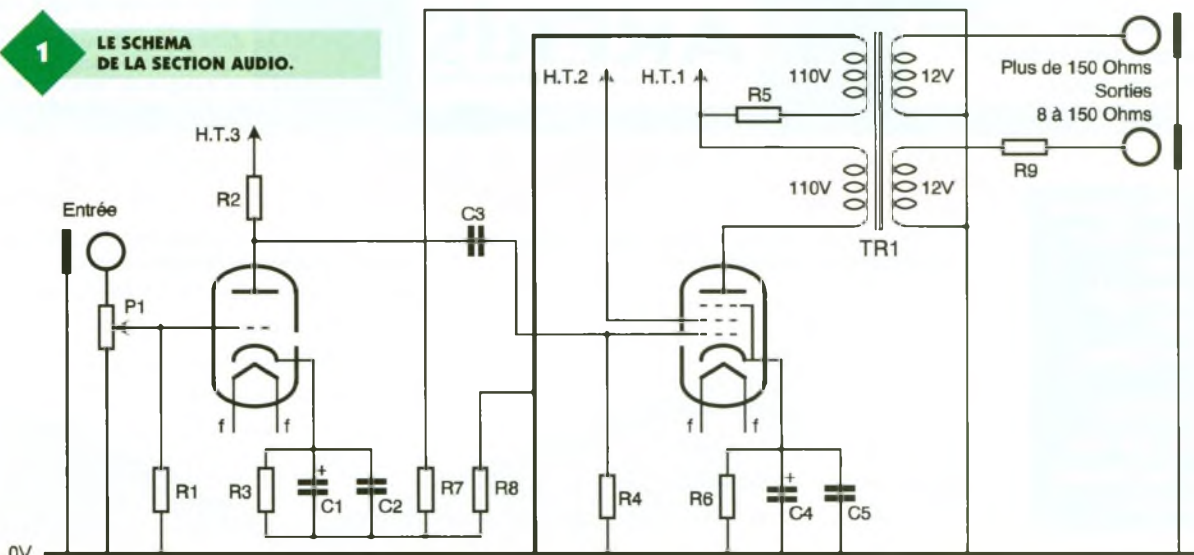 1
LE SCHEMA
DE LA SECTION AUDIO.
H.T.3
R2
Entrée
P1
C3
f f
R1
R3
+
C1
C2
R7
R8
0V
H.T.2
H.T.1
R5
110V
12V
110V
12V
TR1
f f
R4
R6
+
C4
C5
Plus de 150 Ohms
Sorties
8 à 150 Ohms
R9